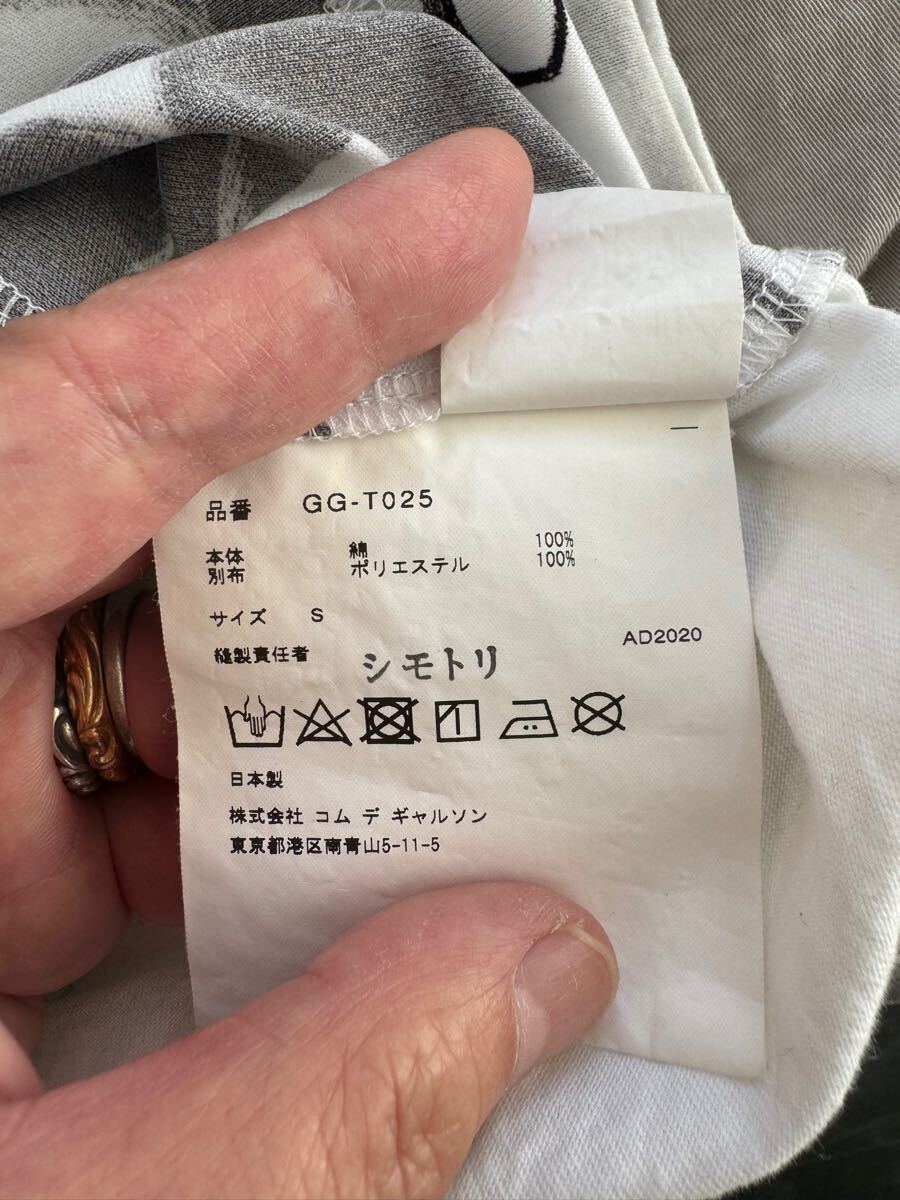 品番 GG-T025
本体 綿 100%
別布 ポリエステル 100%
サイズ S
AD2020
縫製責任者 シモトリ
日本製
株式会社 コム デ ギャルソン
東京都港区南青山5-11-5